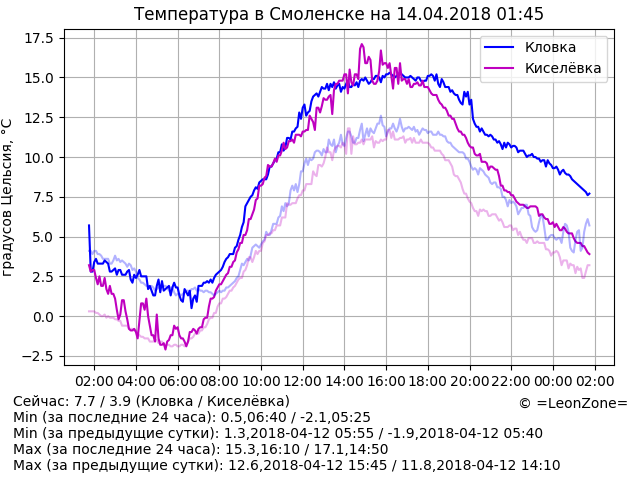 Температура в Смоленске на 14.04.2018 01:45
17.5
15.0
12.5
10.0
7.5
5.0
2.5
0.0
−2.5
градусов Цельсия, °C
Кловка
Киселёвка
02:00 04:00 06:00 08:00 10:00 12:00 14:00 16:00 18:00 20:00 22:00 00:00 02:00
Сейчас: 7.7 / 3.9 (Кловка / Киселёвка)
© =LeonZone=
Min (за последние 24 часа): 0.5,06:40 / -2.1,05:25
Min (за предыдущие сутки): 1.3,2018-04-12 05:55 / -1.9,2018-04-12 05:40
Max (за последние 24 часа): 15.3,16:10 / 17.1,14:50
Max (за предыдущие сутки): 12.6,2018-04-12 15:45 / 11.8,2018-04-12 14:10